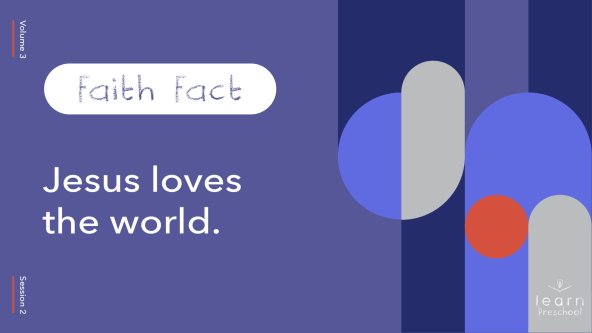 Volume 3
Faith Fact
Jesus loves
the world.
Session 2
learn
Preschool